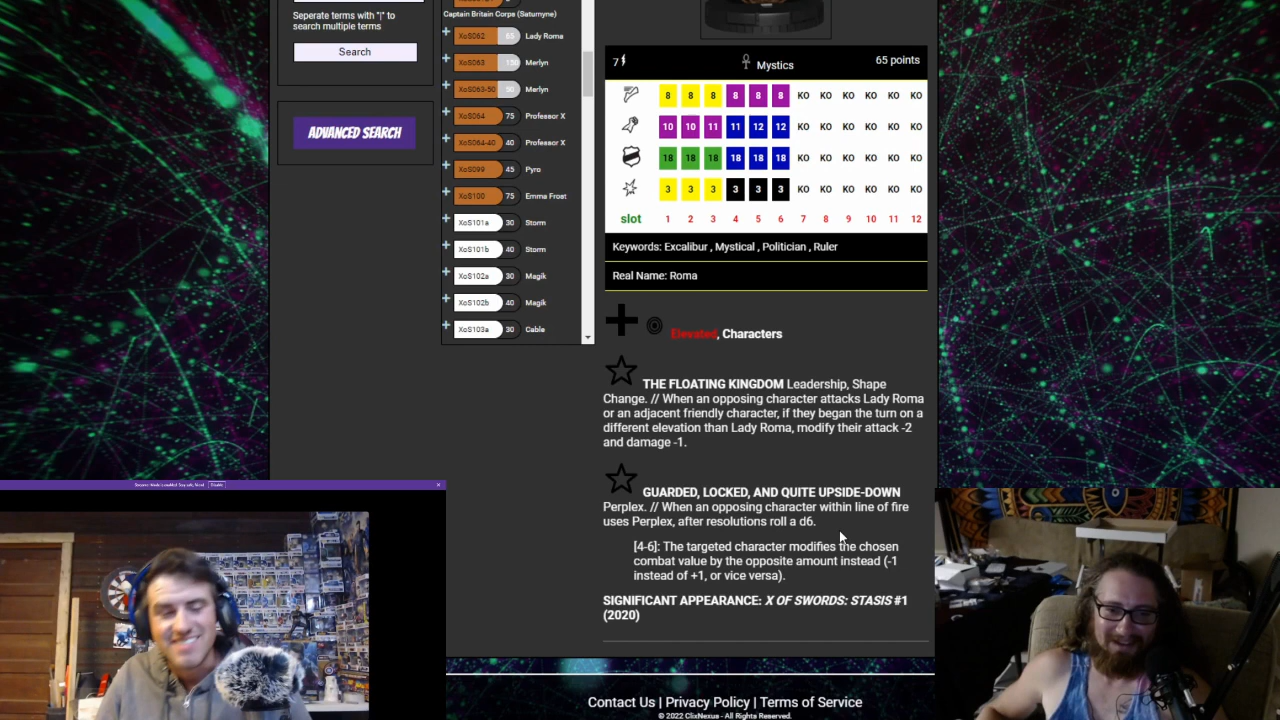 Seperate terms with "|" to
search multiple terms
Search
ADVANCED SEARCH
Captain Britain Corps (Saturnyne)
XoS062 65 Lady Roma
XoS063 150 Merlyn
XoS063-50 50 Merlyn
XoS064 75 Professor X
XoS064-40 40 Professor X
XoS099 45 Pyro
XoS100 75 Emma Frost
XoS101a 30 Storm
XoS101b 40 Storm
XoS102a 30 Magik
XoS102b 40 Magik
XoS103a 30 Cable
7 Mystics 65 points
8 8 8 8 8 8 KO KO KO KO KO KO
10 10 11 11 12 12 KO KO KO KO KO KO
18 18 18 18 18 18 KO KO KO KO KO KO
3 3 3 3 3 3 KO KO KO KO KO KO
slot 1 2 3 4 5 6 7 8 9 10 11 12
Keywords: Excalibur , Mystical , Politician , Ruler
Real Name: Roma
Elevated, Characters
THE FLOATING KINGDOM Leadership, Shape
Change. // When an opposing character attacks Lady Roma
or an adjacent friendly character, if they began the turn on a
different elevation than Lady Roma, modify their attack -2
and damage -1.
GUARDED, LOCKED, AND QUITE UPSIDE-DOWN
Perplex. // When an opposing character within line of fire
uses Perplex, after resolutions roll a d6.
[4-6]: The targeted character modifies the chosen
combat value by the opposite amount instead (-1
instead of +1, or vice versa).
SIGNIFICANT APPEARANCE: X OF SWORDS: STASIS #1
(2020)
Contact Us | Privacy Policy | Terms of Service
© 2022 ClixNexus - All Rights Reserved.